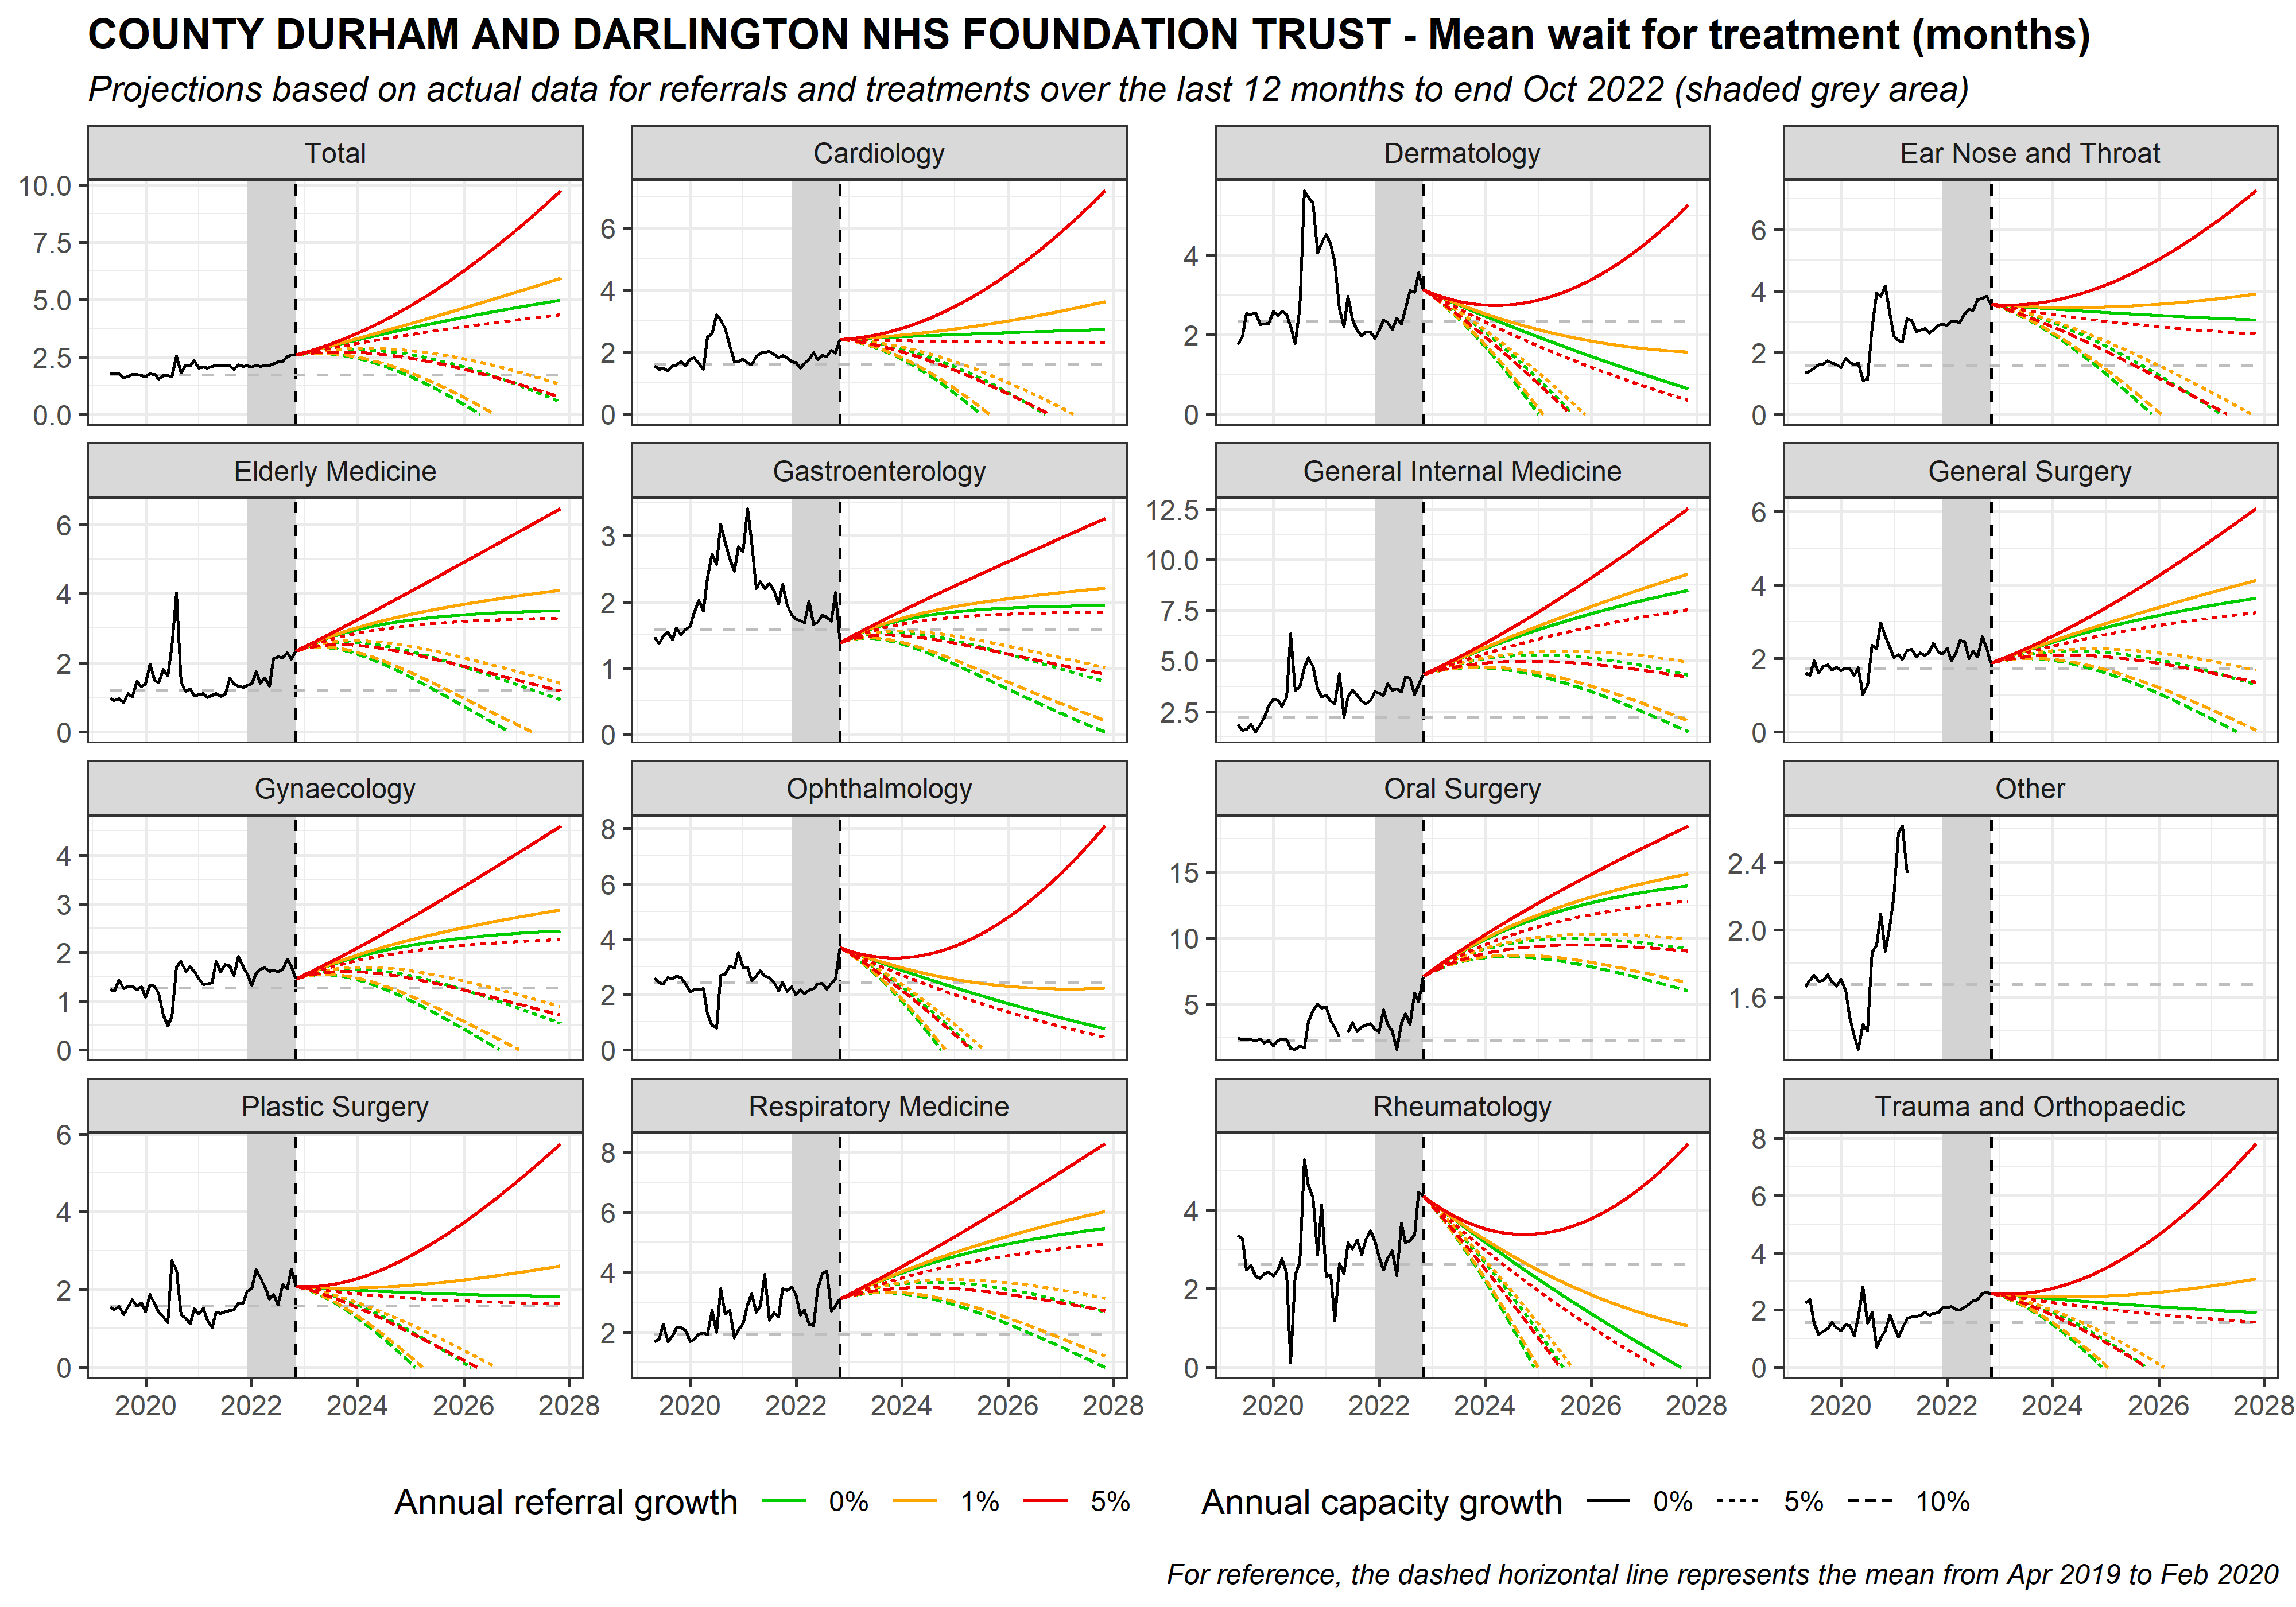 COUNTY DURHAM AND DARLINGTON NHS FOUNDATION TRUST - Mean wait for treatment (months)
Projections based on actual data for referrals and treatments over the last 12 months to end Oct 2022 (shaded grey area)
Total
10.0
7.5
5.0
2.5
0.0
Cardiology
6
4
2
0
Dermatology
4
2
0
Ear Nose and Throat
6
4
2
0
Elderly Medicine
6
4
2
0
Gastroenterology
3
2
1
0
General Internal Medicine
12.5
10.0
7.5
5.0
2.5
General Surgery
6
4
2
0
Gynaecology
4
3
2
1
0
Ophthalmology
8
6
4
2
0
Oral Surgery
15
10
5
Other
2.4
2.0
1.6
Plastic Surgery
6
4
2
0
2020 2022 2024 2026 2028
Respiratory Medicine
8
6
4
2
2020 2022 2024 2026 2028
Rheumatology
4
2
0
2020 2022 2024 2026 2028
Trauma and Orthopaedic
8
6
4
2
0
2020 2022 2024 2026 2028
Annual referral growth 0% 1% 5%
Annual capacity growth 0% 5% 10%
For reference, the dashed horizontal line represents the mean from Apr 2019 to Feb 2020